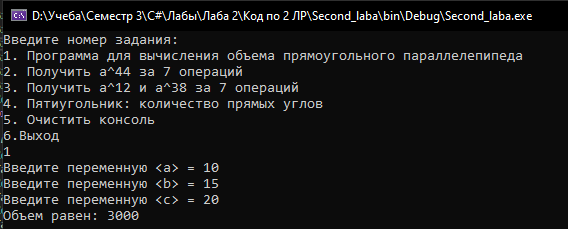 D:\Учеба\Семестр 3\C#\Лабы\Лаба 2\Код по 2 ЛР\Second_laba\bin\Debug\Second_laba.exe
Введите номер задания:
1. Программа для вычисления объема прямоугольного параллелепипеда
2. Получить a^44 за 7 операций
3. Получить a^12 и a^38 за 7 операций
4. Пятиугольник: количество прямых углов
5. Очистить консоль
6.Выход
1
Введите переменную <a> = 10
Введите переменную <b> = 15
Введите переменную <c> = 20
Объем равен: 3000